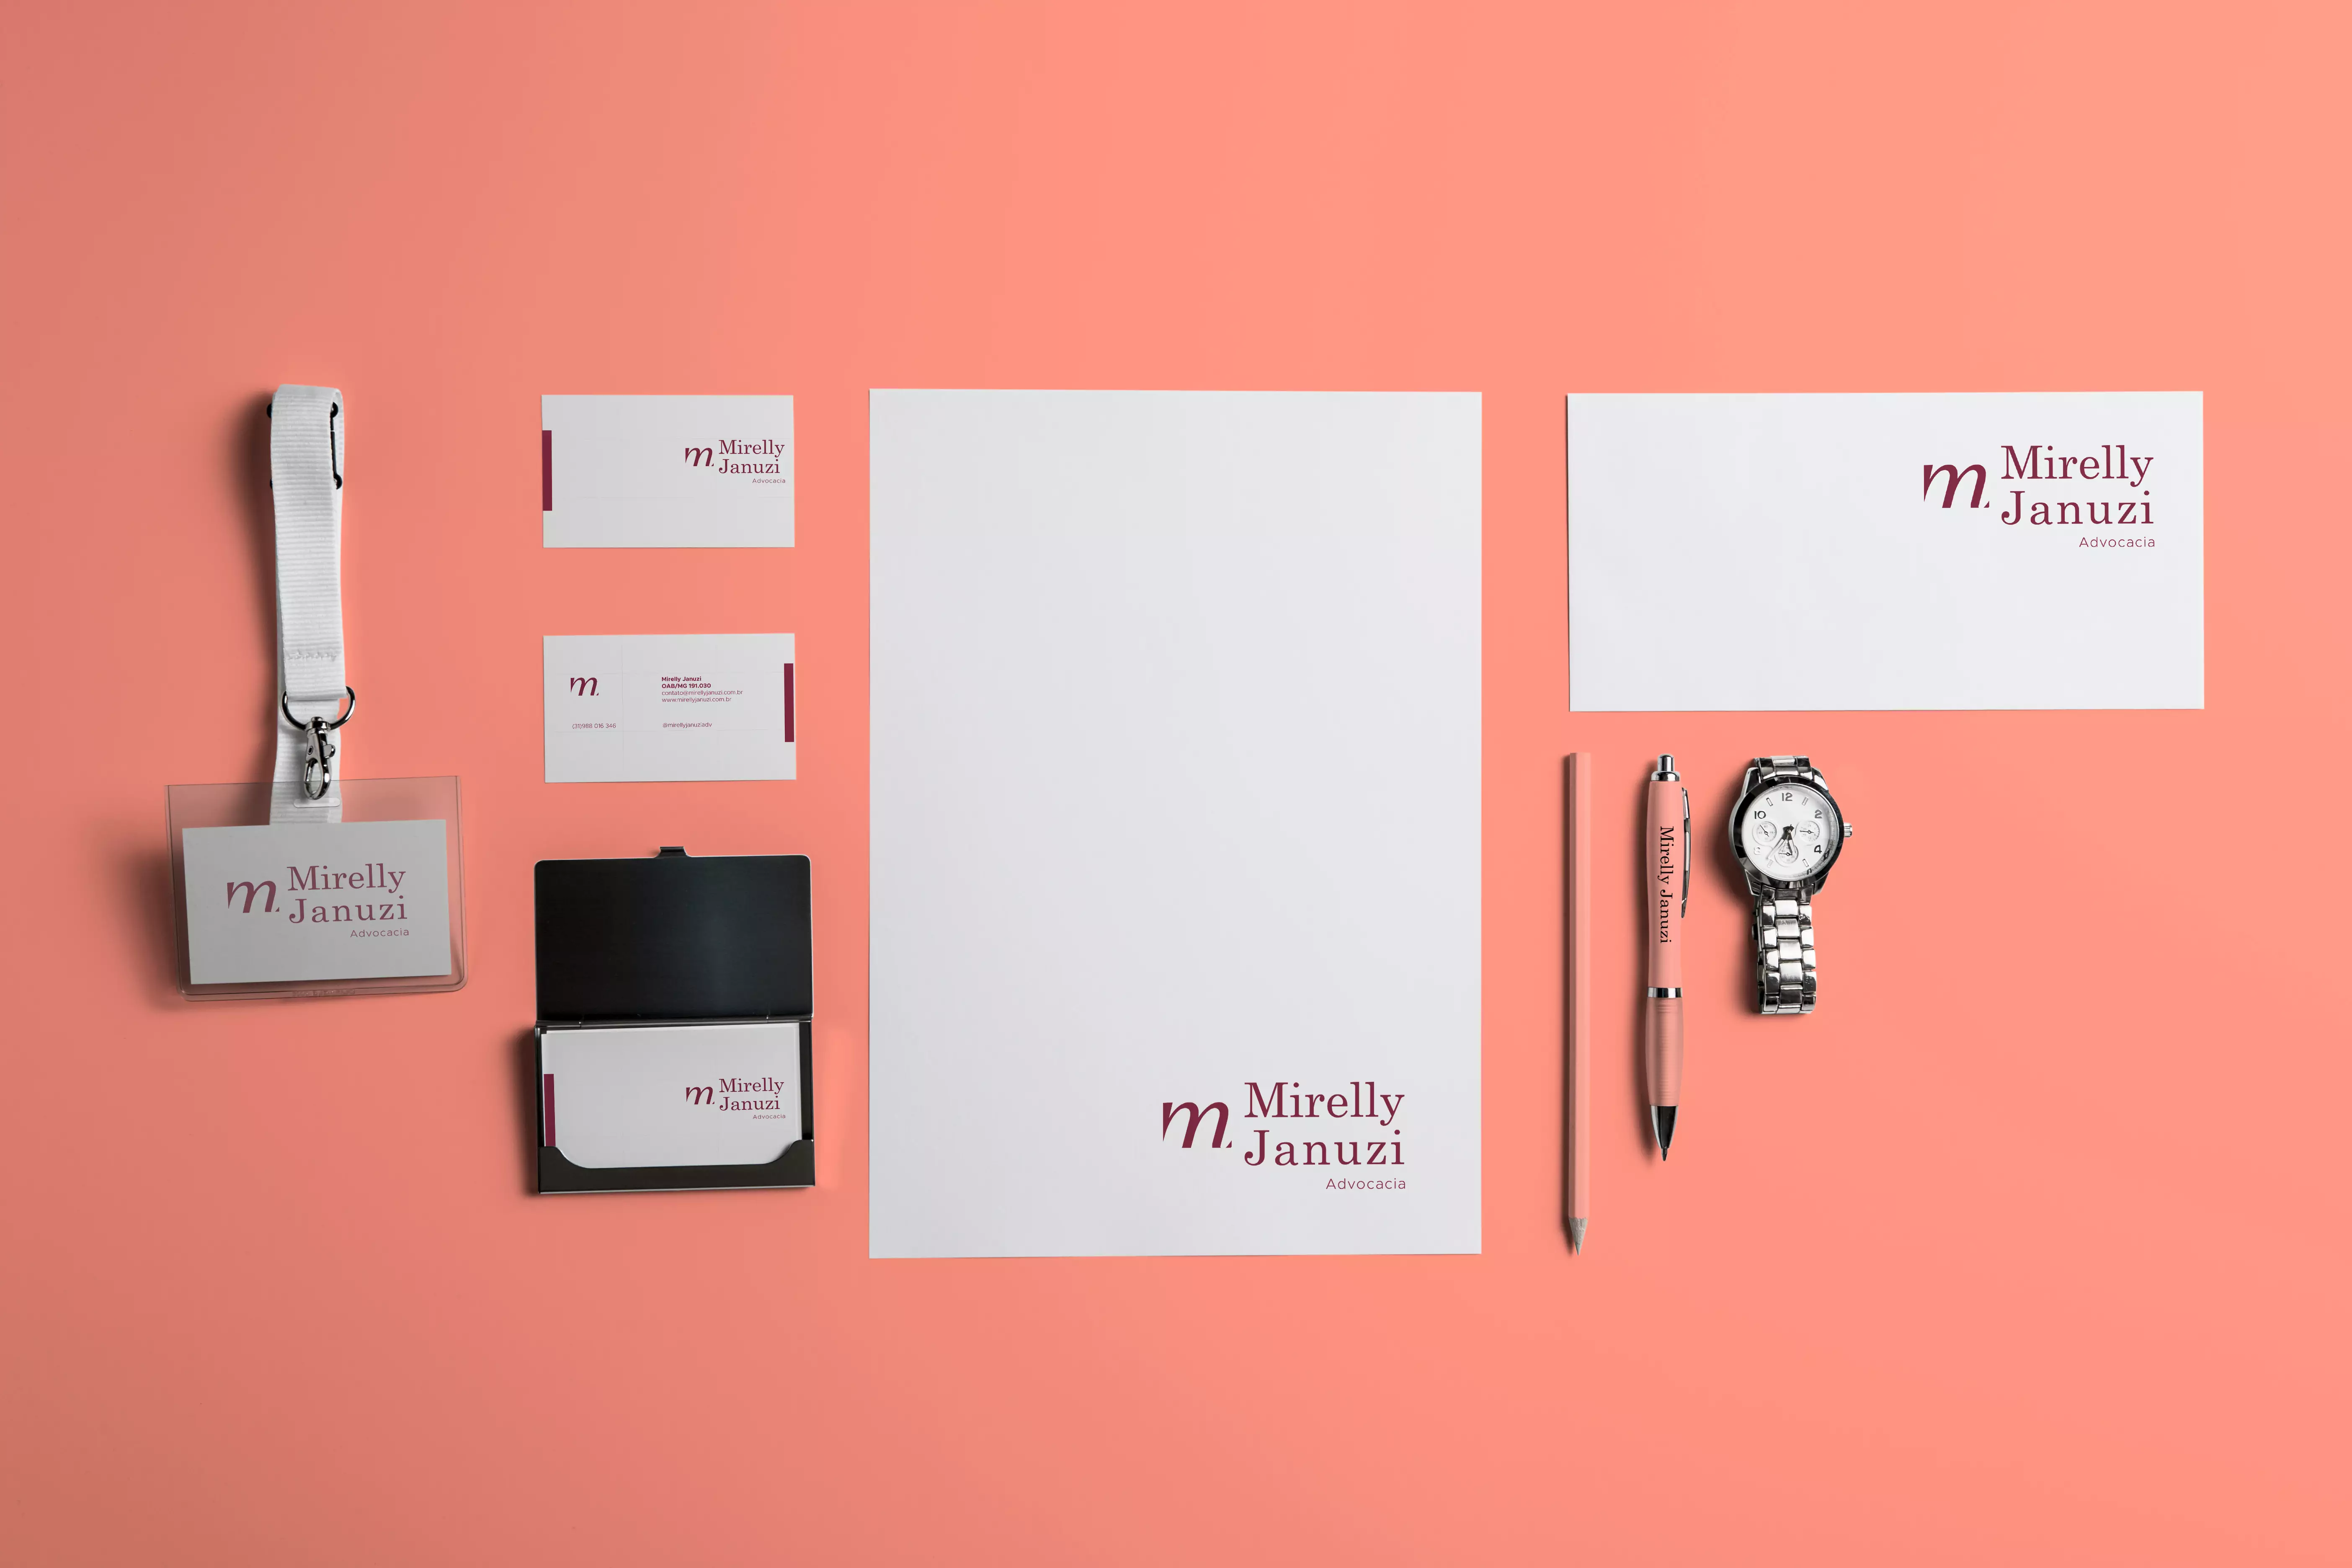 m
Mirelly
Januzi
Advocacia
m
Mirelly
Januzi
Advocacia
m
Mirelly Januzi
OAB/MG 191.030
contato@mirellyjanuzi.com.br
www.mirellyjanuzi.com.br
(31)988 016 346
@mirellyjanuziadv
m
Mirelly
Januzi
Advocacia
m
Mirelly
Januzi
Advocacia
m
Mirelly
Januzi
Advocacia
Mirelly Januzi
12
10
2
4